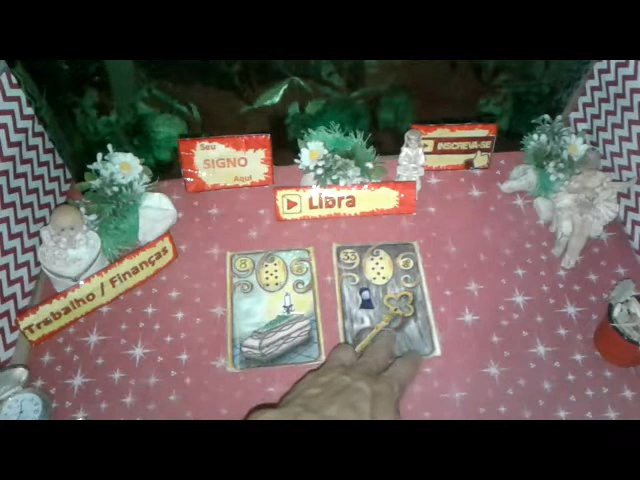 Seu
SIGNO
Aqui
INSCREVA-SE
Libra
Trabalho / Finanças
8
33